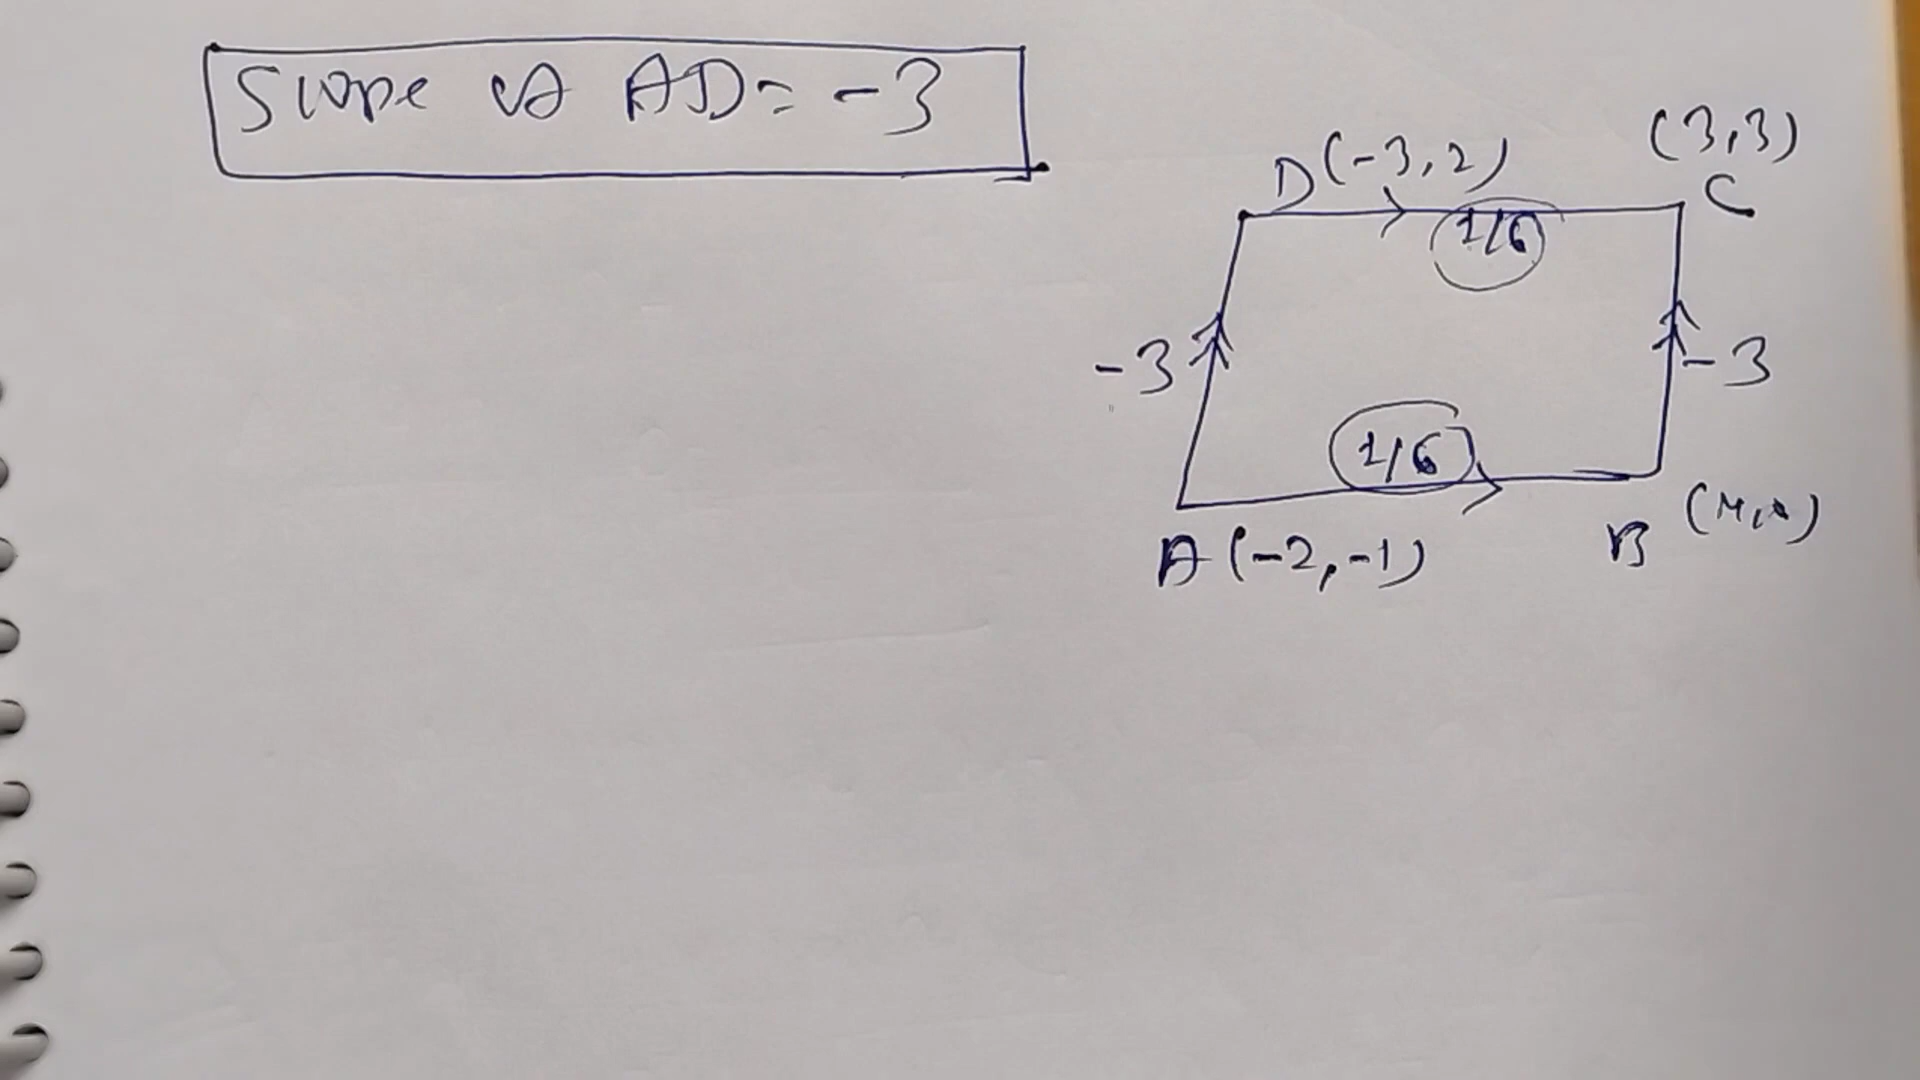 Slope of AD = -3
D(-3,2)
(3,3)
C
1/6
-3
-3
1/6
A(-2,-1)
B